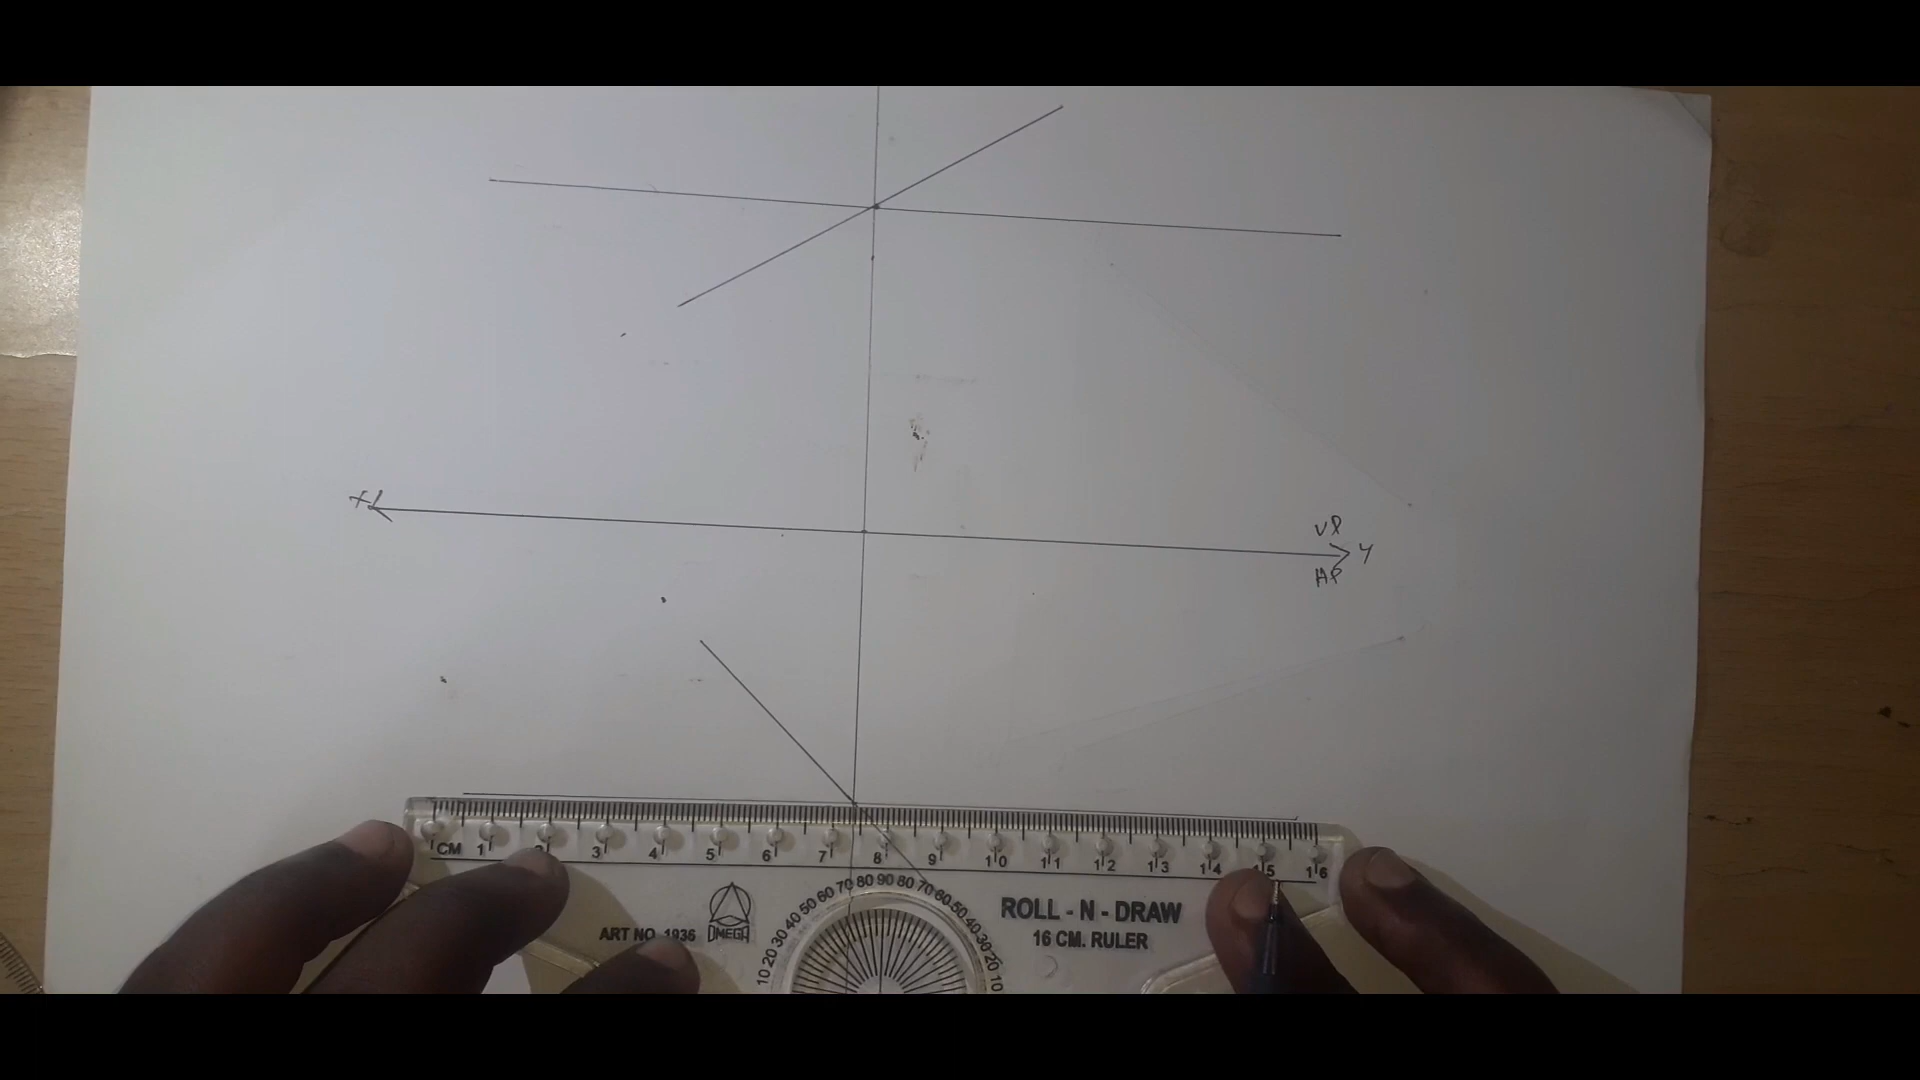 X
VP
Y
HP
CM 1 2 3 4 5 6 7 8 9 10 11 12 13 14 15 16
10 20 30 40 50 60 70 80 90 80 70 60 50 40 30 20 10
ROLL - N - DRAW
ART NO. 1936 OMEGA 16 CM. RULER